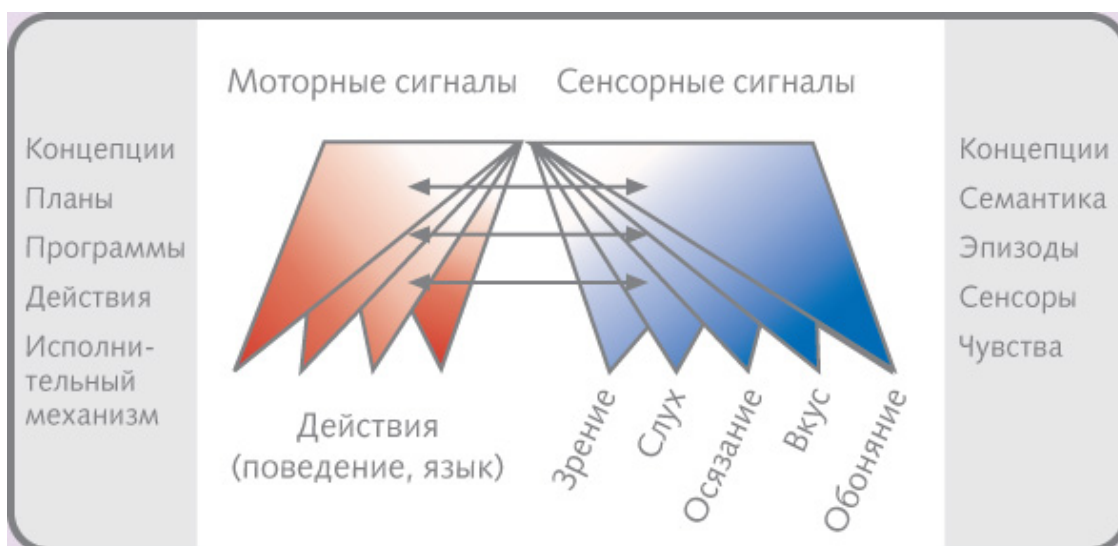 Моторные сигналы
Сенсорные сигналы
Концепции
Планы
Программы
Действия
Исполни-
тельный
механизм
Действия
(поведение, язык)
Зрение
Слух
Осязание
Вкус
Обоняние
Концепции
Семантика
Эпизоды
Сенсоры
Чувства